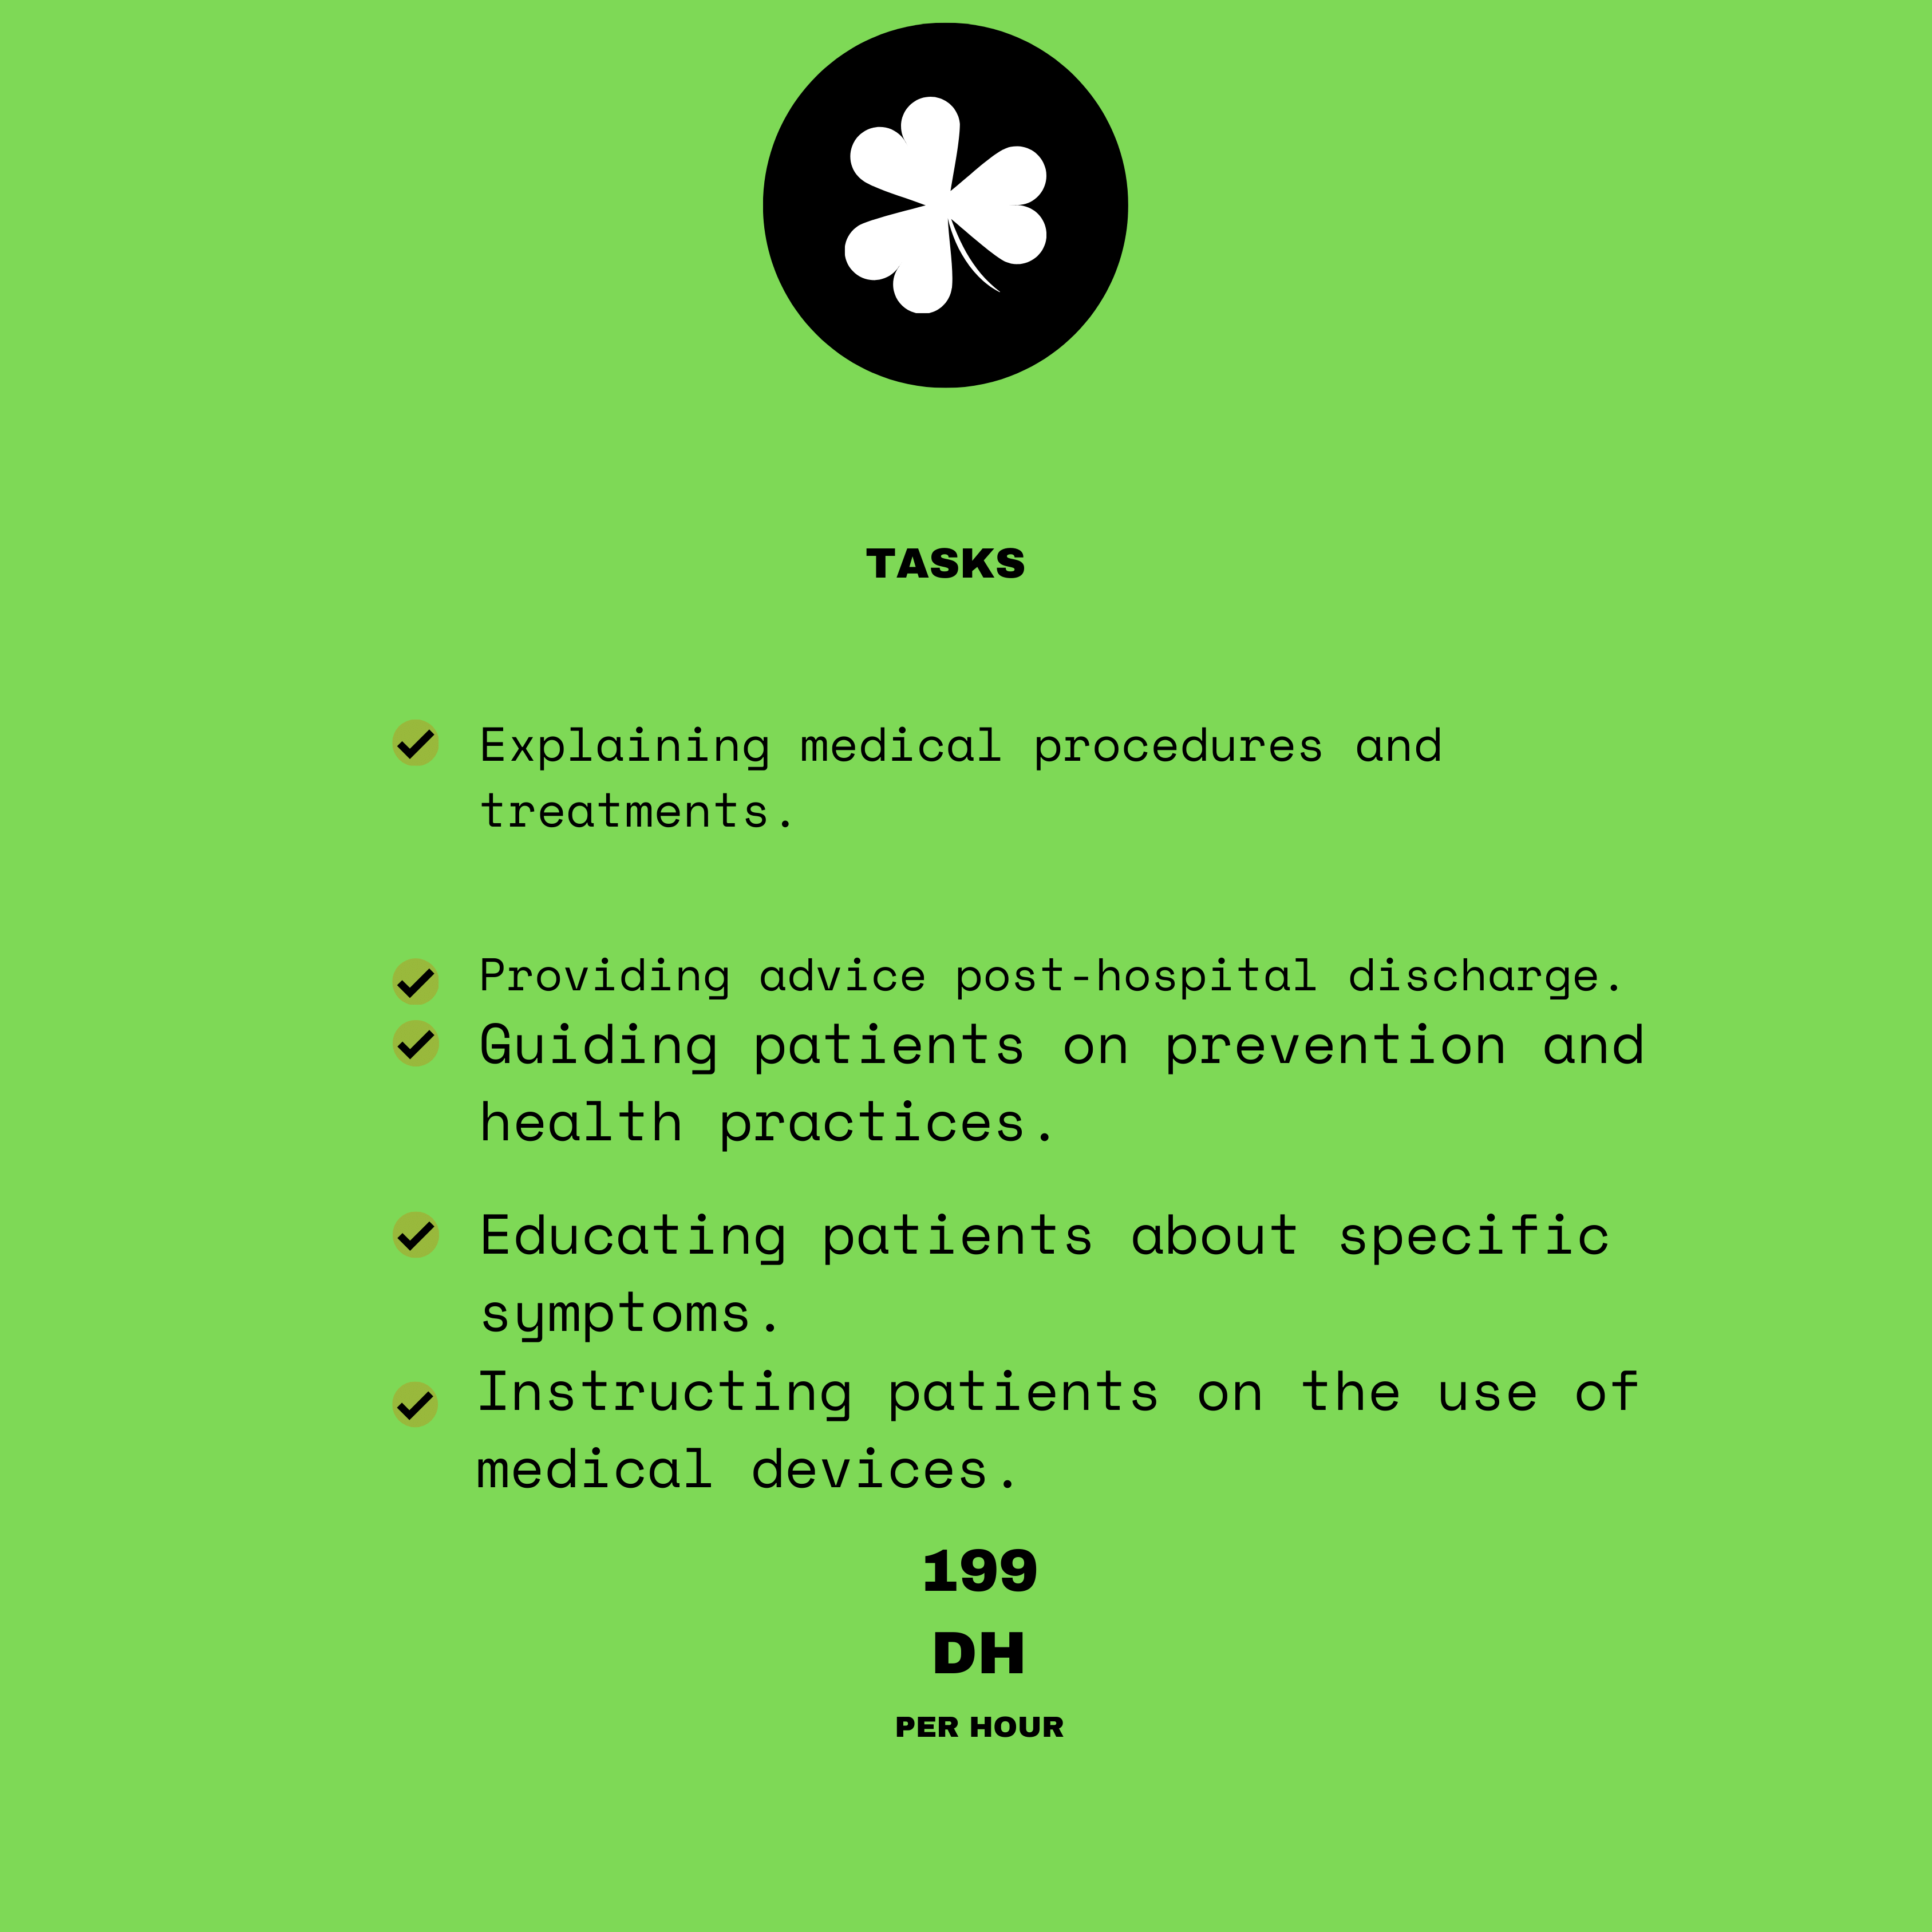 TASKS
Explaining medical procedures and
treatments.
Providing advice post-hospital discharge.
Guiding patients on prevention and
health practices.
Educating patients about specific
symptoms.
Instructing patients on the use of
medical devices.
199
DH
PER HOUR